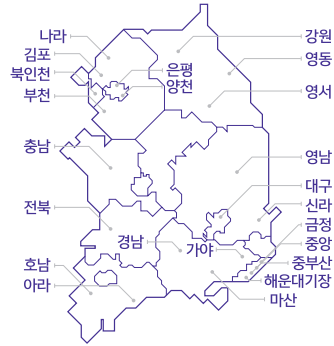 나라
강원
김포
영동
북인천
은평
부천
양천
영서
충남
영남
대구
전북
신라
금정
경남
가야
중앙
호남
중부산
아라
해운대기장
마산